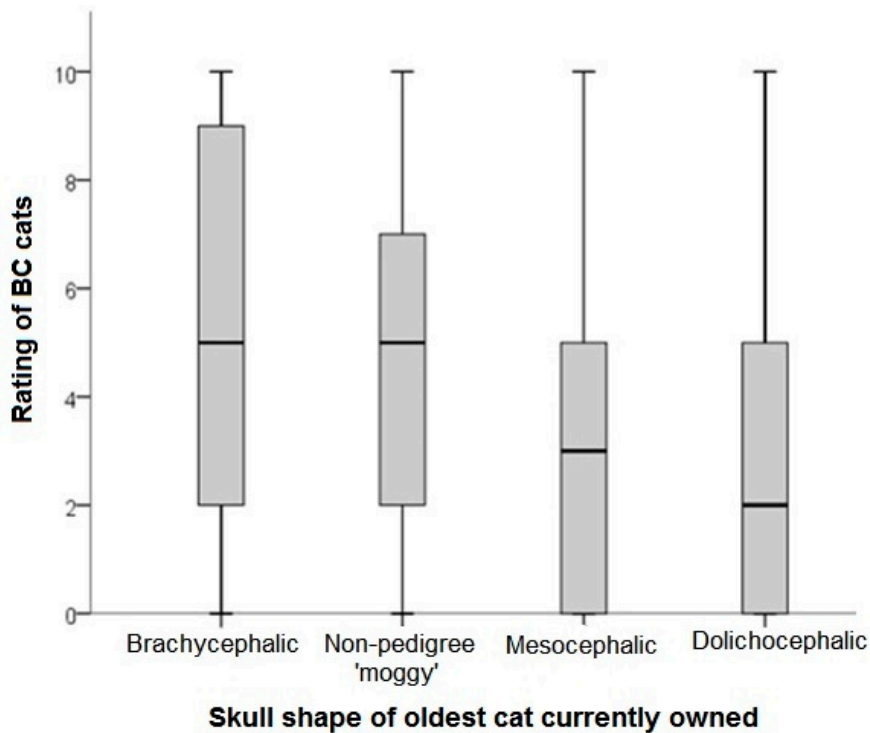 Rating of BC cats
10
8
6
4
2
0
Brachycephalic
Non-pedigree
'moggy'
Mesocephalic
Dolichocephalic
Skull shape of oldest cat currently owned